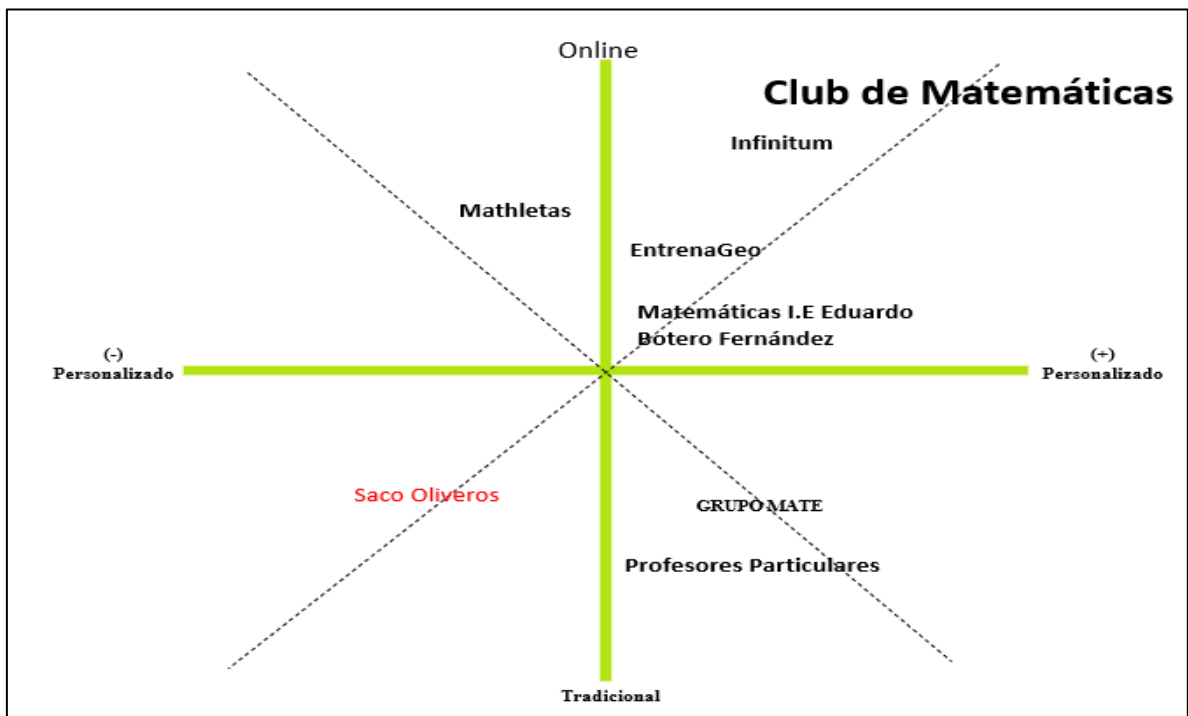 Online
Club de Matemáticas
Infinitum
Mathletas
EntrenaGeo
Matemáticas I.E Eduardo
Botero Fernández
(-)
Personalizado
(+)
Personalizado
Saco Oliveros
GRUPO MATE
Profesores Particulares
Tradicional